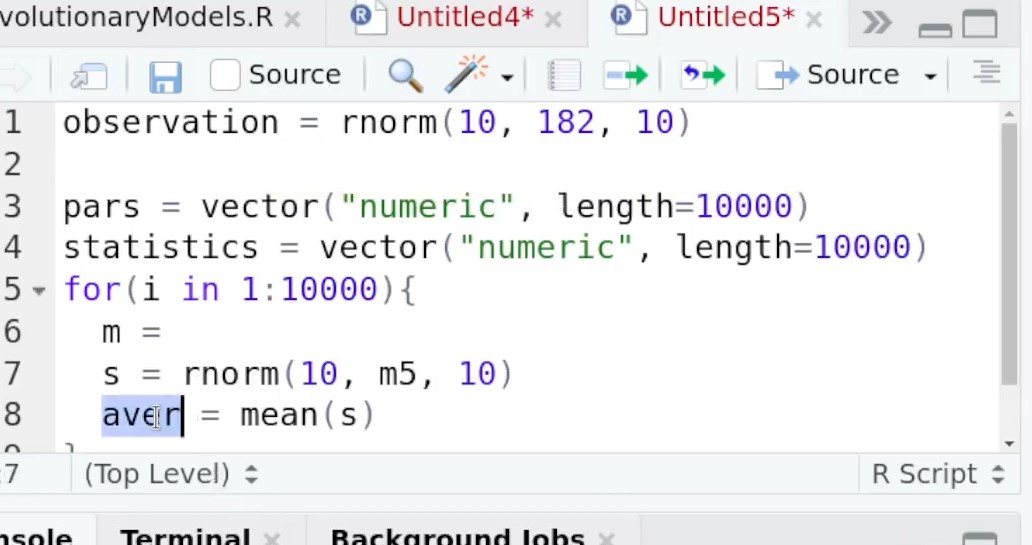 volutionaryModels.R × Untitled4* × Untitled5* ×
Source Source
1 observation = rnorm(10, 182, 10)
2
3 pars = vector("numeric", length=10000)
4 statistics = vector("numeric", length=10000)
5 for(i in 1:10000){
6 m =
7 s = rnorm(10, m5, 10)
8 aver = mean(s)
9 }
:7 (Top Level) R Script
nsole Terminal × Background Jobs ×